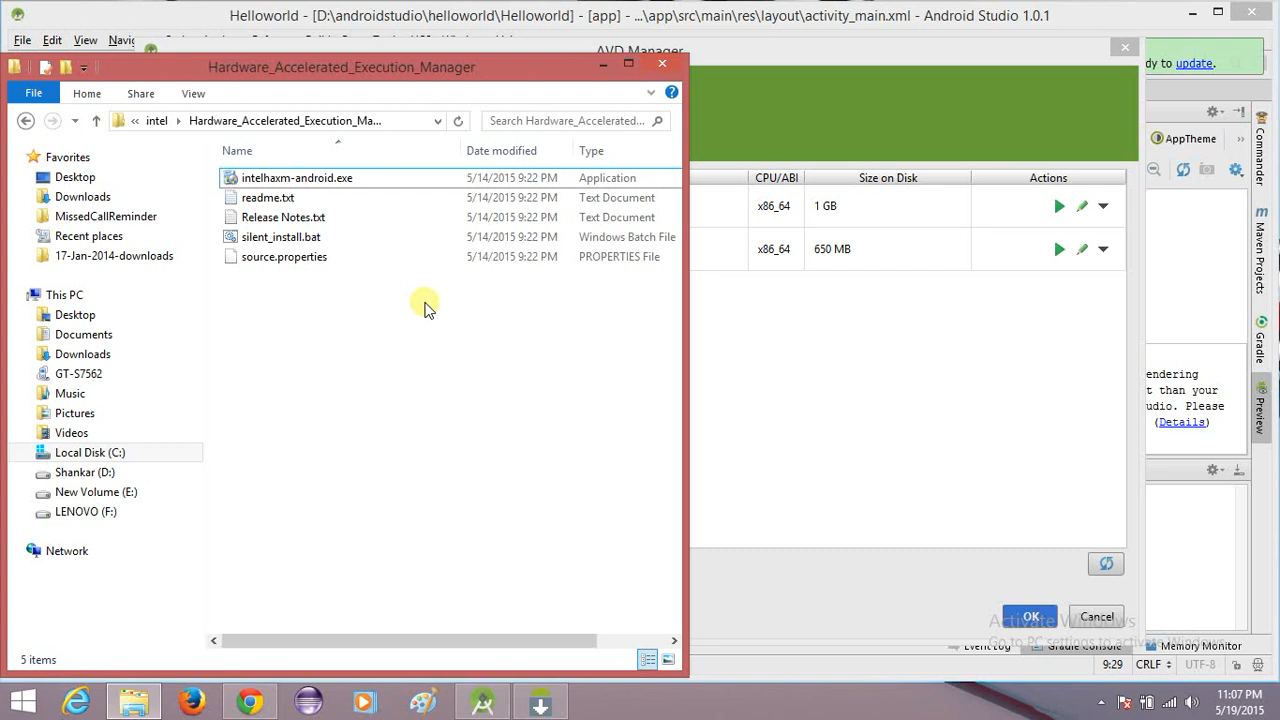 Helloworld - [D:\androidstudio\helloworld\Helloworld] - [app] - ...\app\src\main\res\layout\activity_main.xml - Android Studio 1.0.1
File Edit View Navig
AVD Manager
Hardware_Accelerated_Execution_Manager
dy to update.
File Home Share View
« intel Hardware_Accelerated_Execution_Ma... Search Hardware_Accelerated...
Commander
AppTheme
Name Date modified Type
intelhaxm-android.exe 5/14/2015 9:22 PM Application
readme.txt 5/14/2015 9:22 PM Text Document
Release Notes.txt 5/14/2015 9:22 PM Text Document
silent_install.bat 5/14/2015 9:22 PM Windows Batch File
source.properties 5/14/2015 9:22 PM PROPERTIES File
CPU/ABI Size on Disk Actions
x86_64 1 GB
x86_64 650 MB
Favorites
Desktop
Downloads
MissedCallReminder
Recent places
17-Jan-2014-downloads
This PC
Desktop
Documents
Downloads
GT-S7562
Music
Pictures
Videos
Local Disk (C:)
Shankar (D:)
New Volume (E:)
LENOVO (F:)
Network
Maven Projects
Gradle
Preview
endering
t than your
udio. Please
(Details)
OK Cancel
Activate Windows
Go to PC settings to activate Windows.
Event Log Gradle Console Memory Monitor
5 items
9:29 CRLF UTF-8
11:07 PM
5/19/2015